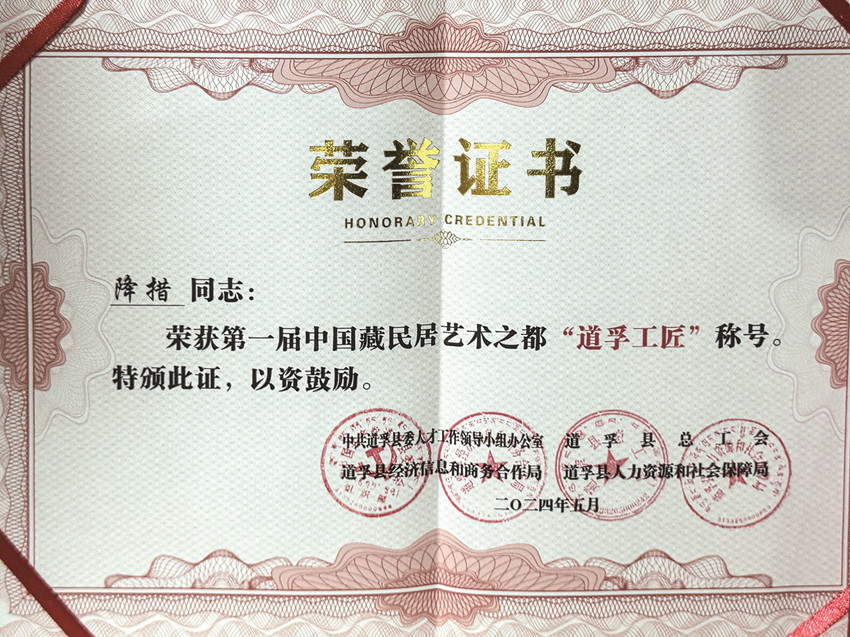 荣誉证书
HONORARY CREDENTIAL
降措 同志：
荣获第一届中国藏民居艺术之都“道孚工匠”称号。
特颁此证，以资鼓励。
中共道孚县委人才工作领导小组办公室 道孚县总工会
道孚县经济信息和商务合作局 道孚县人力资源和社会保障局
二〇二四年五月